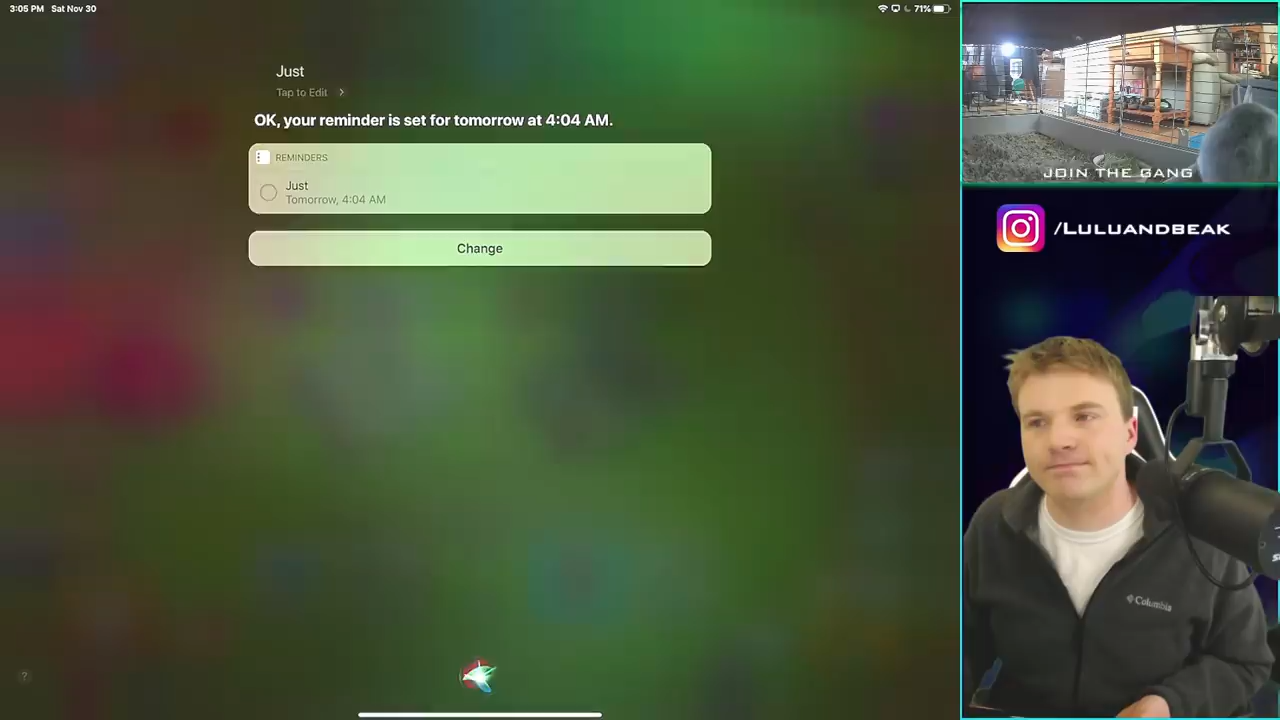 3:05 PM Sat Nov 30
71%
Just
Tap to Edit >
OK, your reminder is set for tomorrow at 4:04 AM.
REMINDERS
Just
Tomorrow, 4:04 AM
Change
?
JOIN THE GANG
/LULUANDBEAK
Columbia